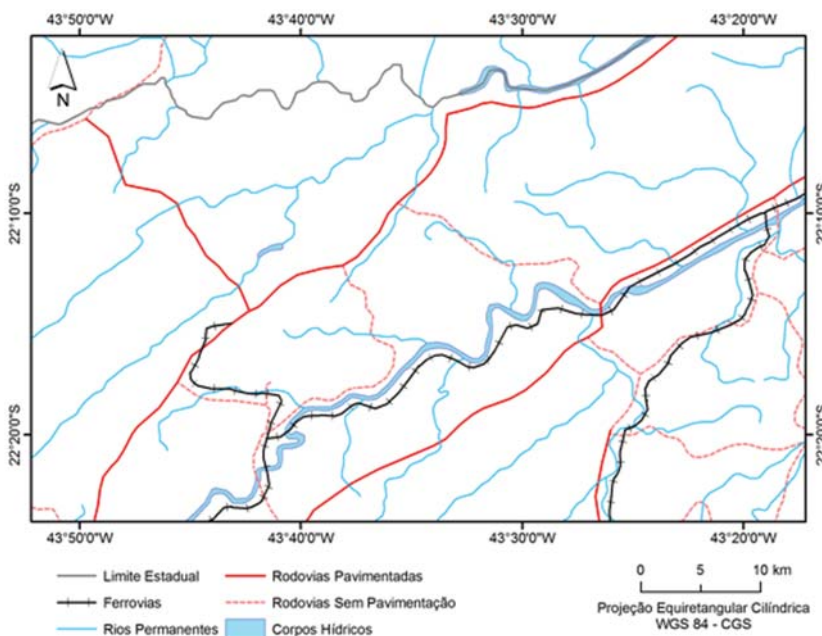 43°50'0"W 43°40'0"W 43°30'0"W 43°20'0"W
N
22°10'0"S 22°10'0"S
22°20'0"S 22°20'0"S
43°50'0"W 43°40'0"W 43°30'0"W 43°20'0"W
Limite Estadual Rodovias Pavimentadas
0 5 10 km
Ferrovias Rodovias Sem Pavimentação
Projeção Equiretangular Cilíndrica
Rios Permanentes Corpos Hídricos
WGS 84 - CGS